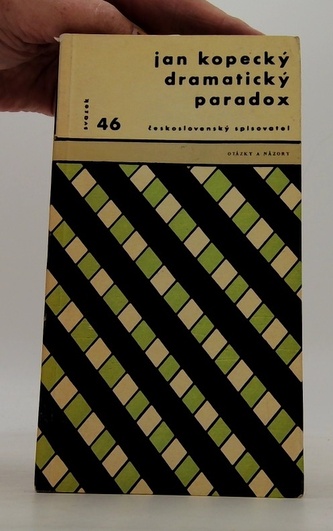 jan kopecký
dramatický
paradox
svazek 46
československý spisovatel
OTÁZKY A NÁZORY